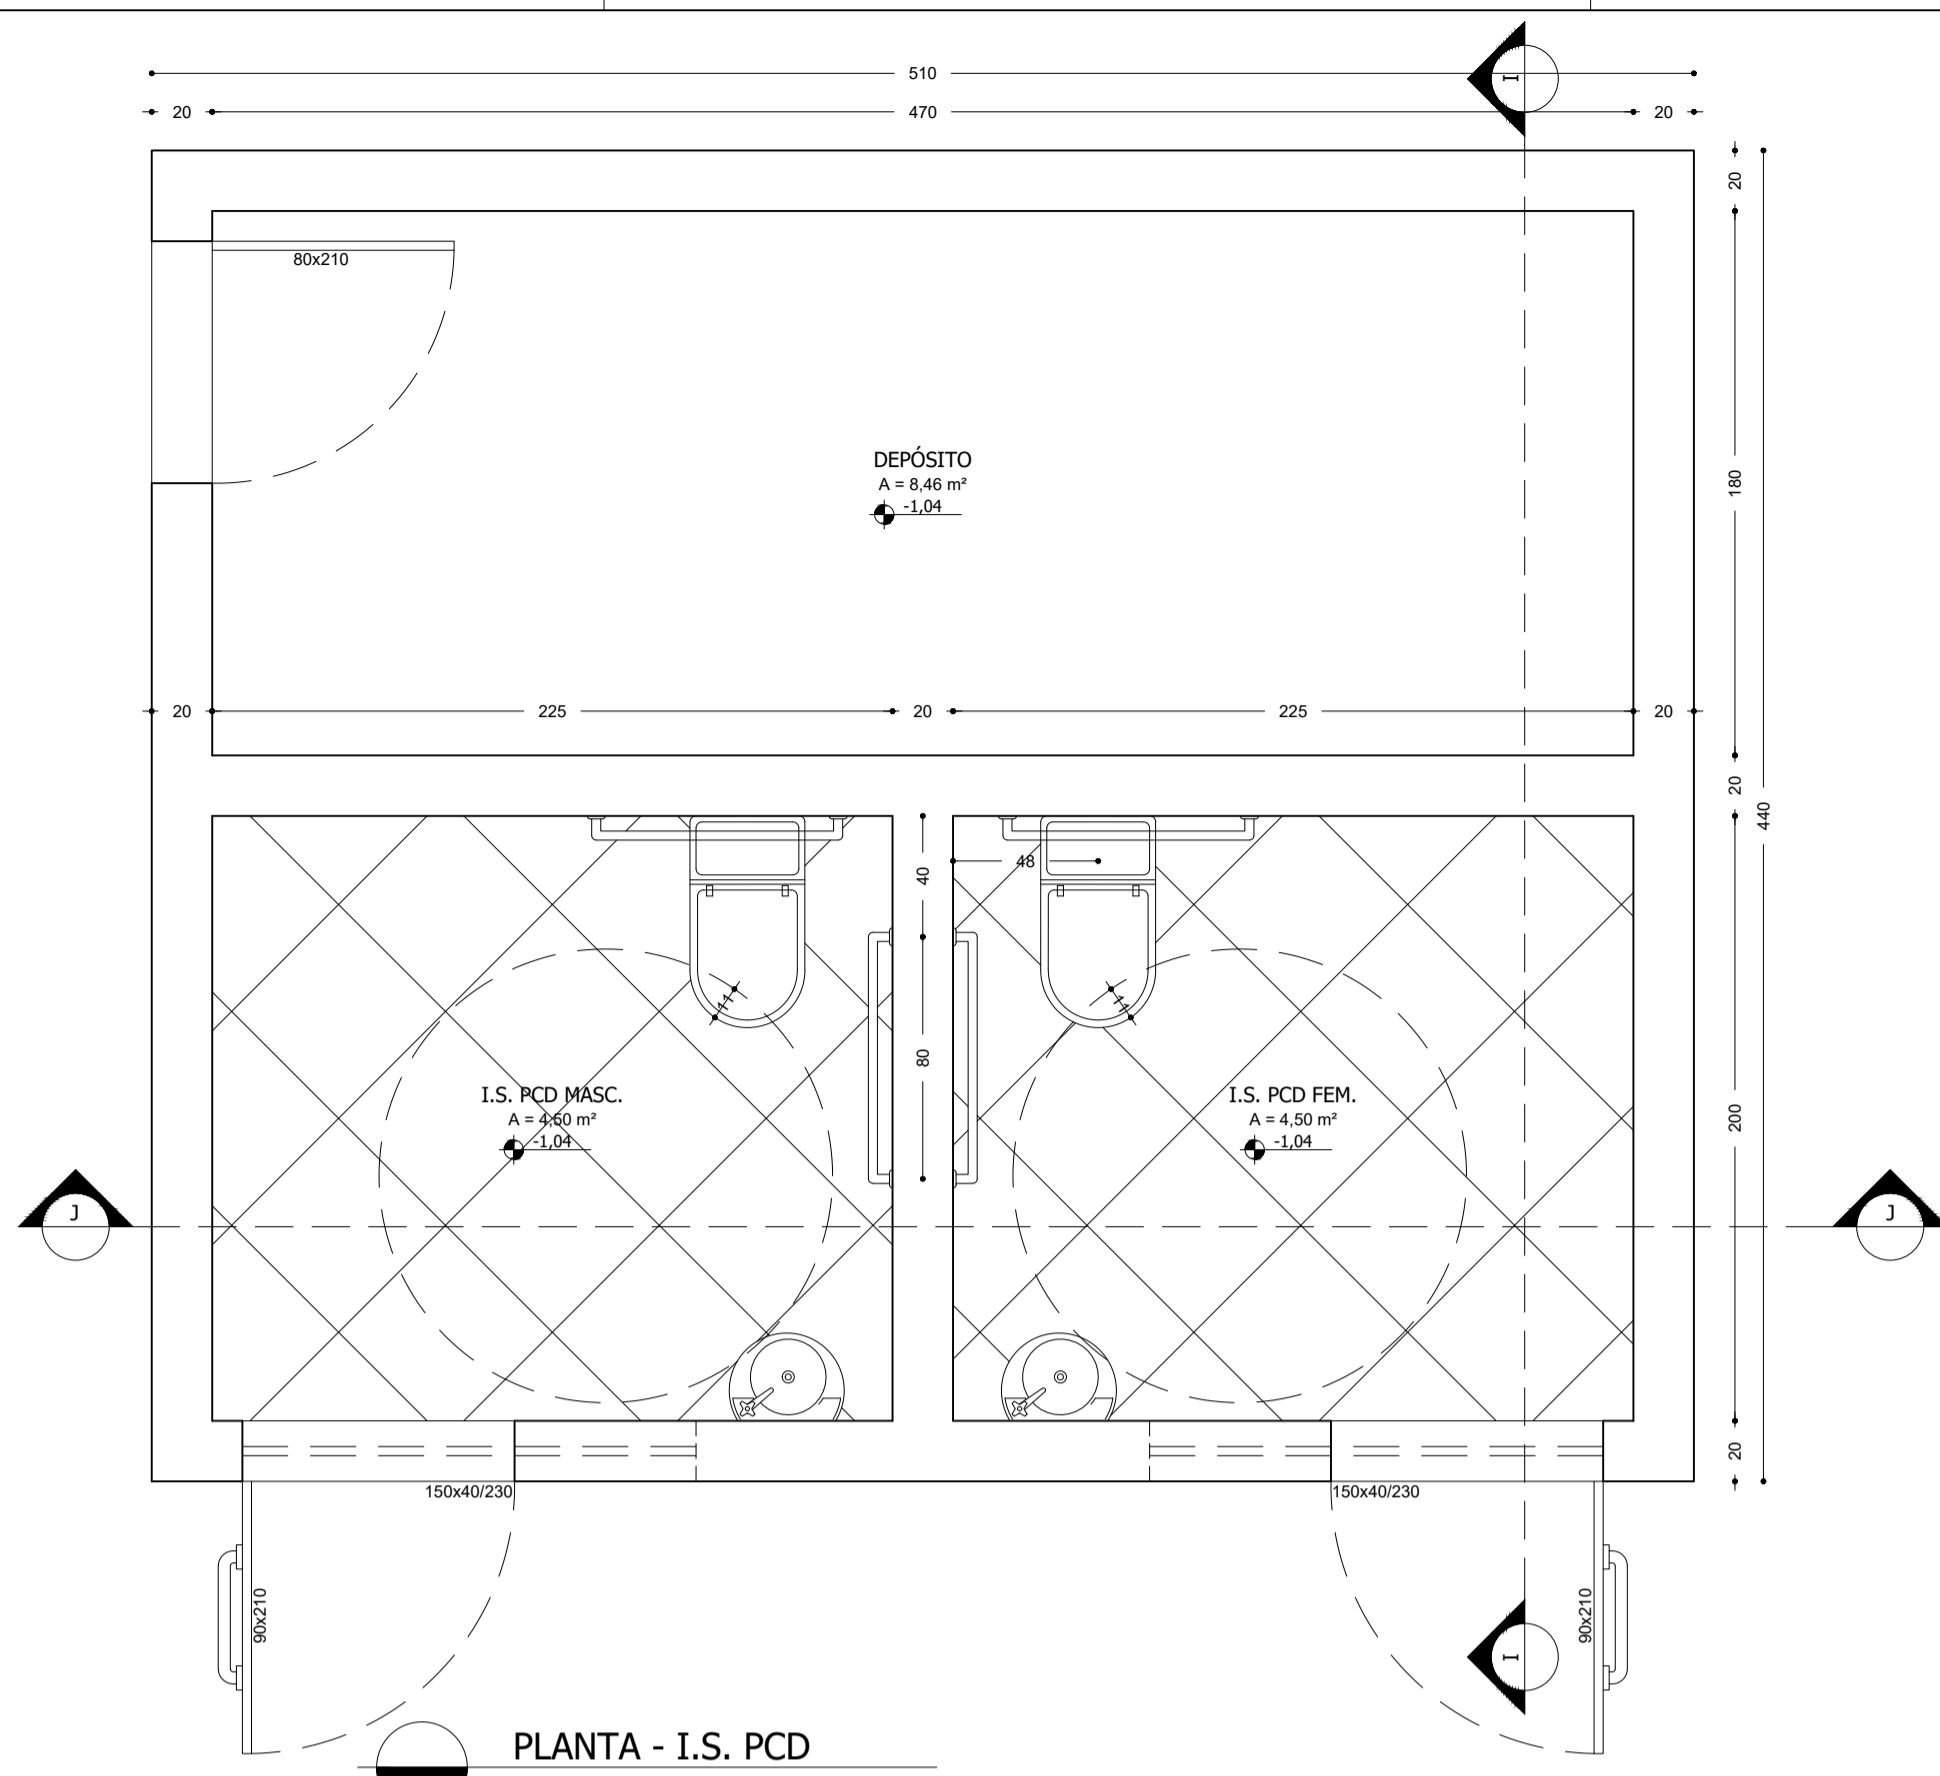 510
20 470 20
I
20
80x210
180
DEPÓSITO
A = 8,46 m²
-1,04
20 225 20 225 20
20
440
40
48
11
11
80
I.S. PCD MASC.
A = 4,50 m²
-1,04
I.S. PCD FEM.
A = 4,50 m²
-1,04
200
J
J
20
150x40/230
150x40/230
90x210
90x210
I
PLANTA - I.S. PCD